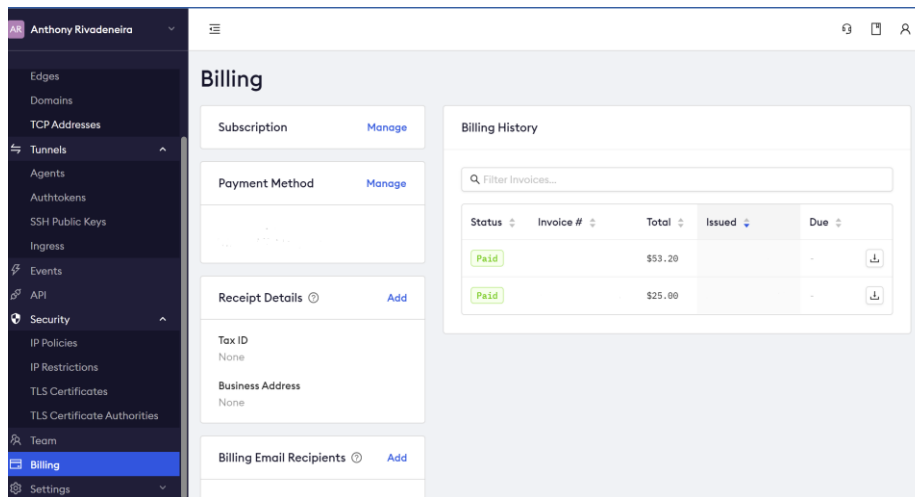 AR Anthony Rivadeneira
Edges
Domains
TCP Addresses
Tunnels
Agents
Authtokens
SSH Public Keys
Ingress
Events
API
Security
IP Policies
IP Restrictions
TLS Certificates
TLS Certificate Authorities
Team
Billing
Settings
Billing
Subscription Manage
Payment Method Manage
Receipt Details Add
Tax ID
None
Business Address
None
Billing Email Recipients Add
Billing History
Filter Invoices...
Status Invoice # Total Issued Due
Paid $53.20 -
Paid $25.00 -